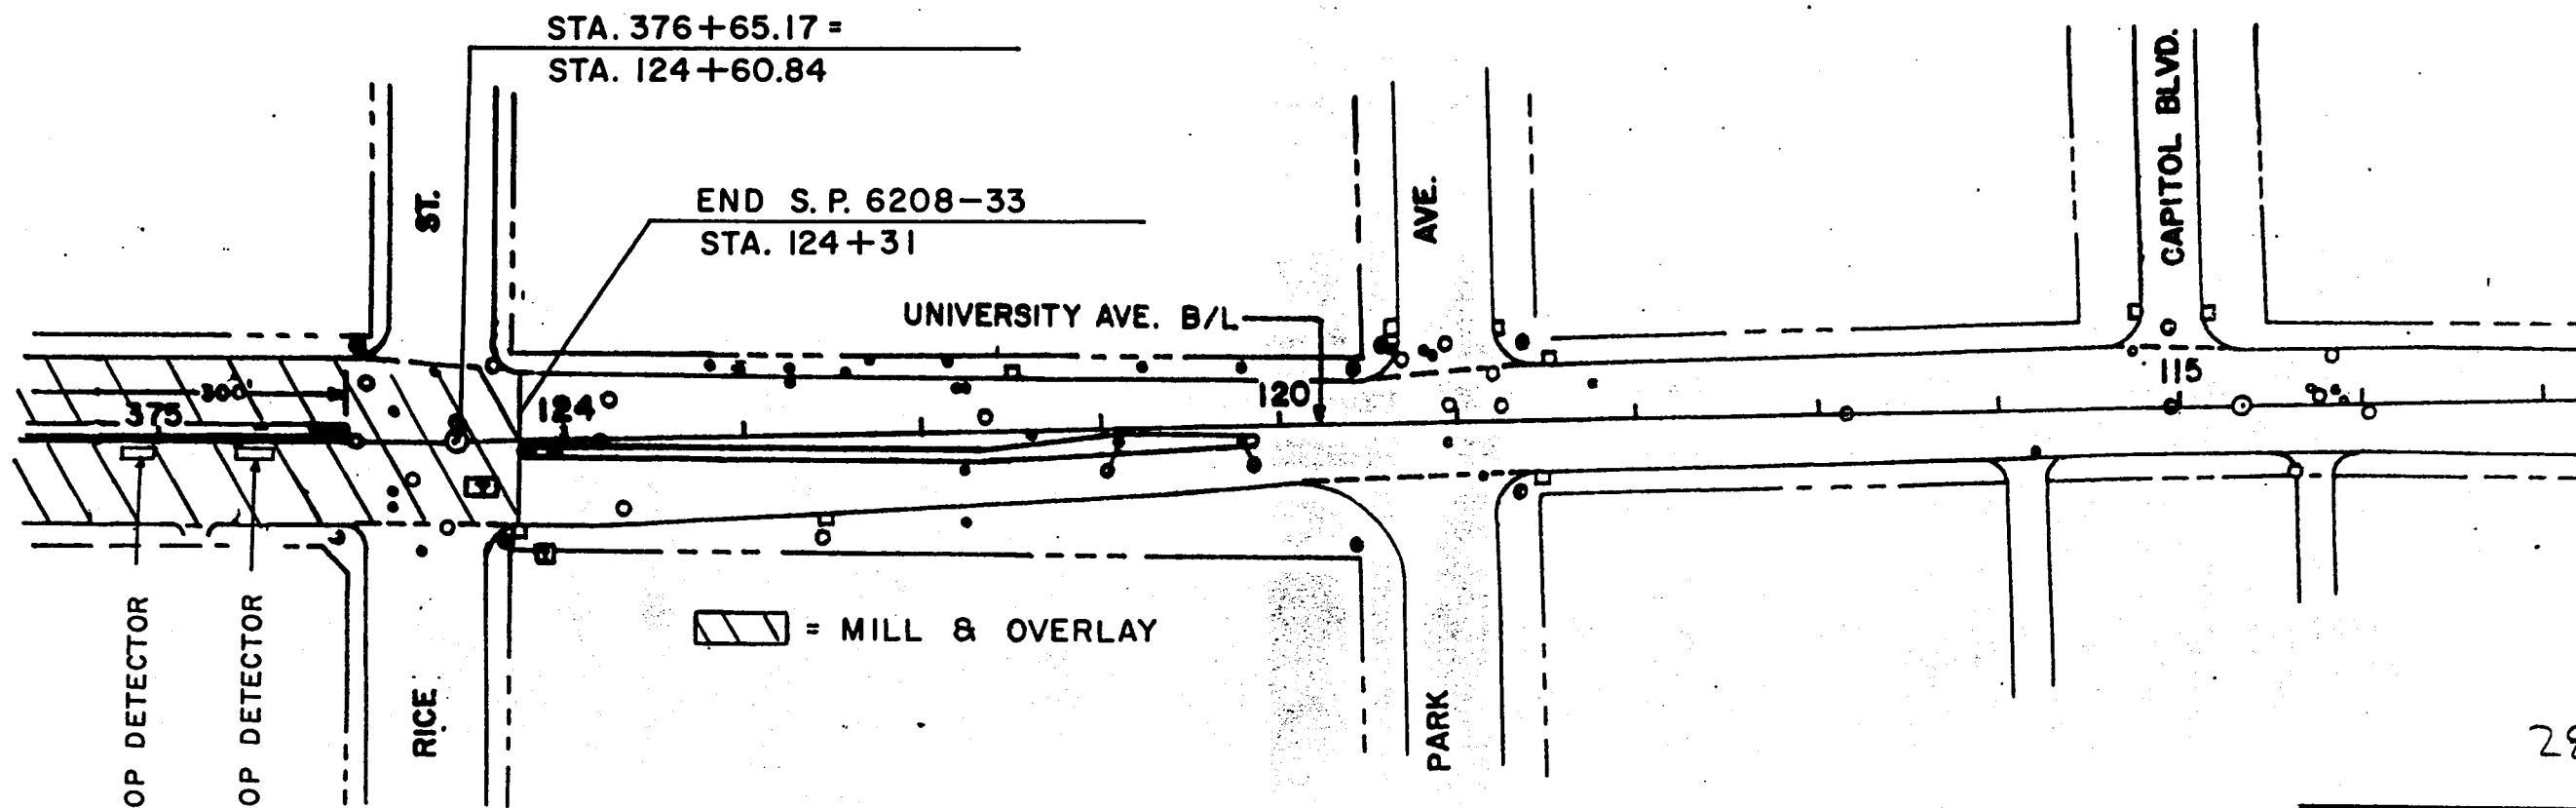 STA. 376+65.17 =
STA. 124+60.84
END S. P. 6208-33
STA. 124+31
ST.
AVE.
CAPITOL BLVD.
UNIVERSITY AVE. B/L
300'
375
124
120
115
= MILL & OVERLAY
OP DETECTOR
OP DETECTOR
RICE
PARK
28